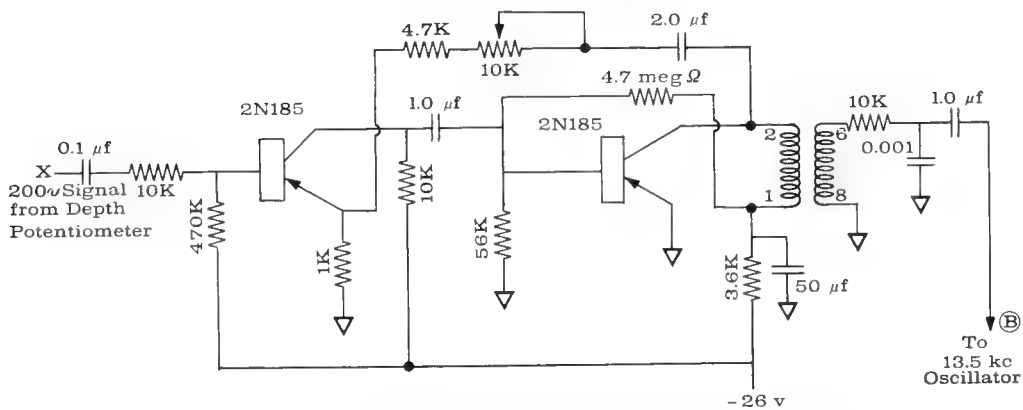 4.7K
10K
2.0 μf
4.7 meg Ω
2N185
1.0 μf
2N185
10K
1.0 μf
0.1 μf
X
10K
200~Signal
from Depth
Potentiometer
470K
1K
10K
56K
2
1
6
8
0.001
3.6K
50 μf
-26 v
B
To
13.5 kc
Oscillator